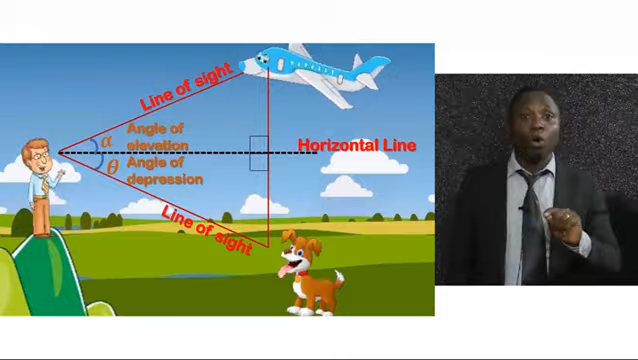 Line of sight
α
Angle of
elevation
Horizontal Line
θ
Angle of
depression
Line of sight